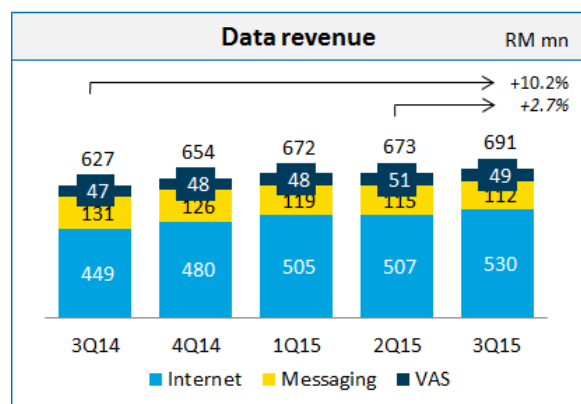 Data revenue RM mn
+10.2%
+2.7%
627 654 672 673 691
47 48 48 51 49
131 126 119 115 112
449 480 505 507 530
3Q14 4Q14 1Q15 2Q15 3Q15
Internet Messaging VAS